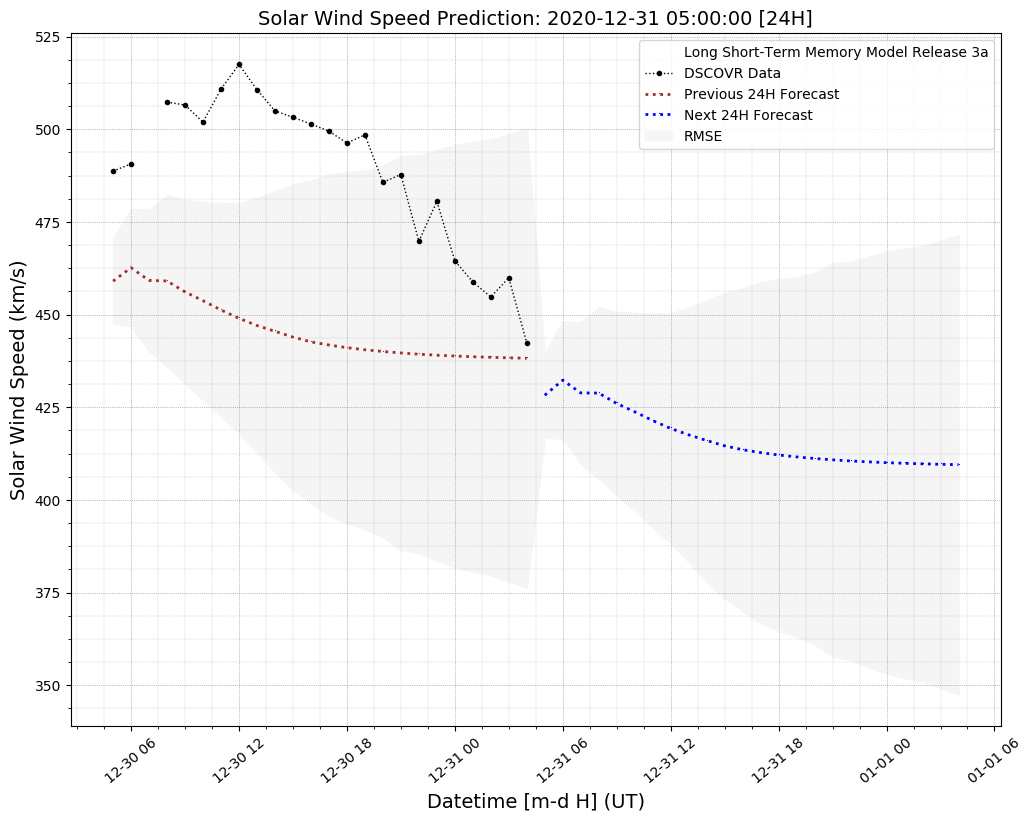 Solar Wind Speed Prediction: 2020-12-31 05:00:00 [24H]
Long Short-Term Memory Model Release 3a
DSCOVR Data
Previous 24H Forecast
Next 24H Forecast
RMSE
Solar Wind Speed (km/s)
525
500
475
450
425
400
375
350
12-30 06
12-30 12
12-30 18
12-31 00
12-31 06
12-31 12
12-31 18
01-01 00
01-01 06
Datetime [m-d H] (UT)